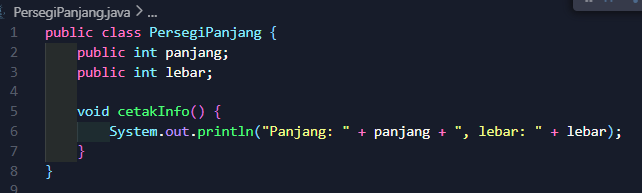 PersegiPanjang.java > ...
1 public class PersegiPanjang {
2     public int panjang;
3     public int lebar;
4
5     void cetakInfo() {
6         System.out.println("Panjang: " + panjang + ", lebar: " + lebar);
7     }
8 }
9